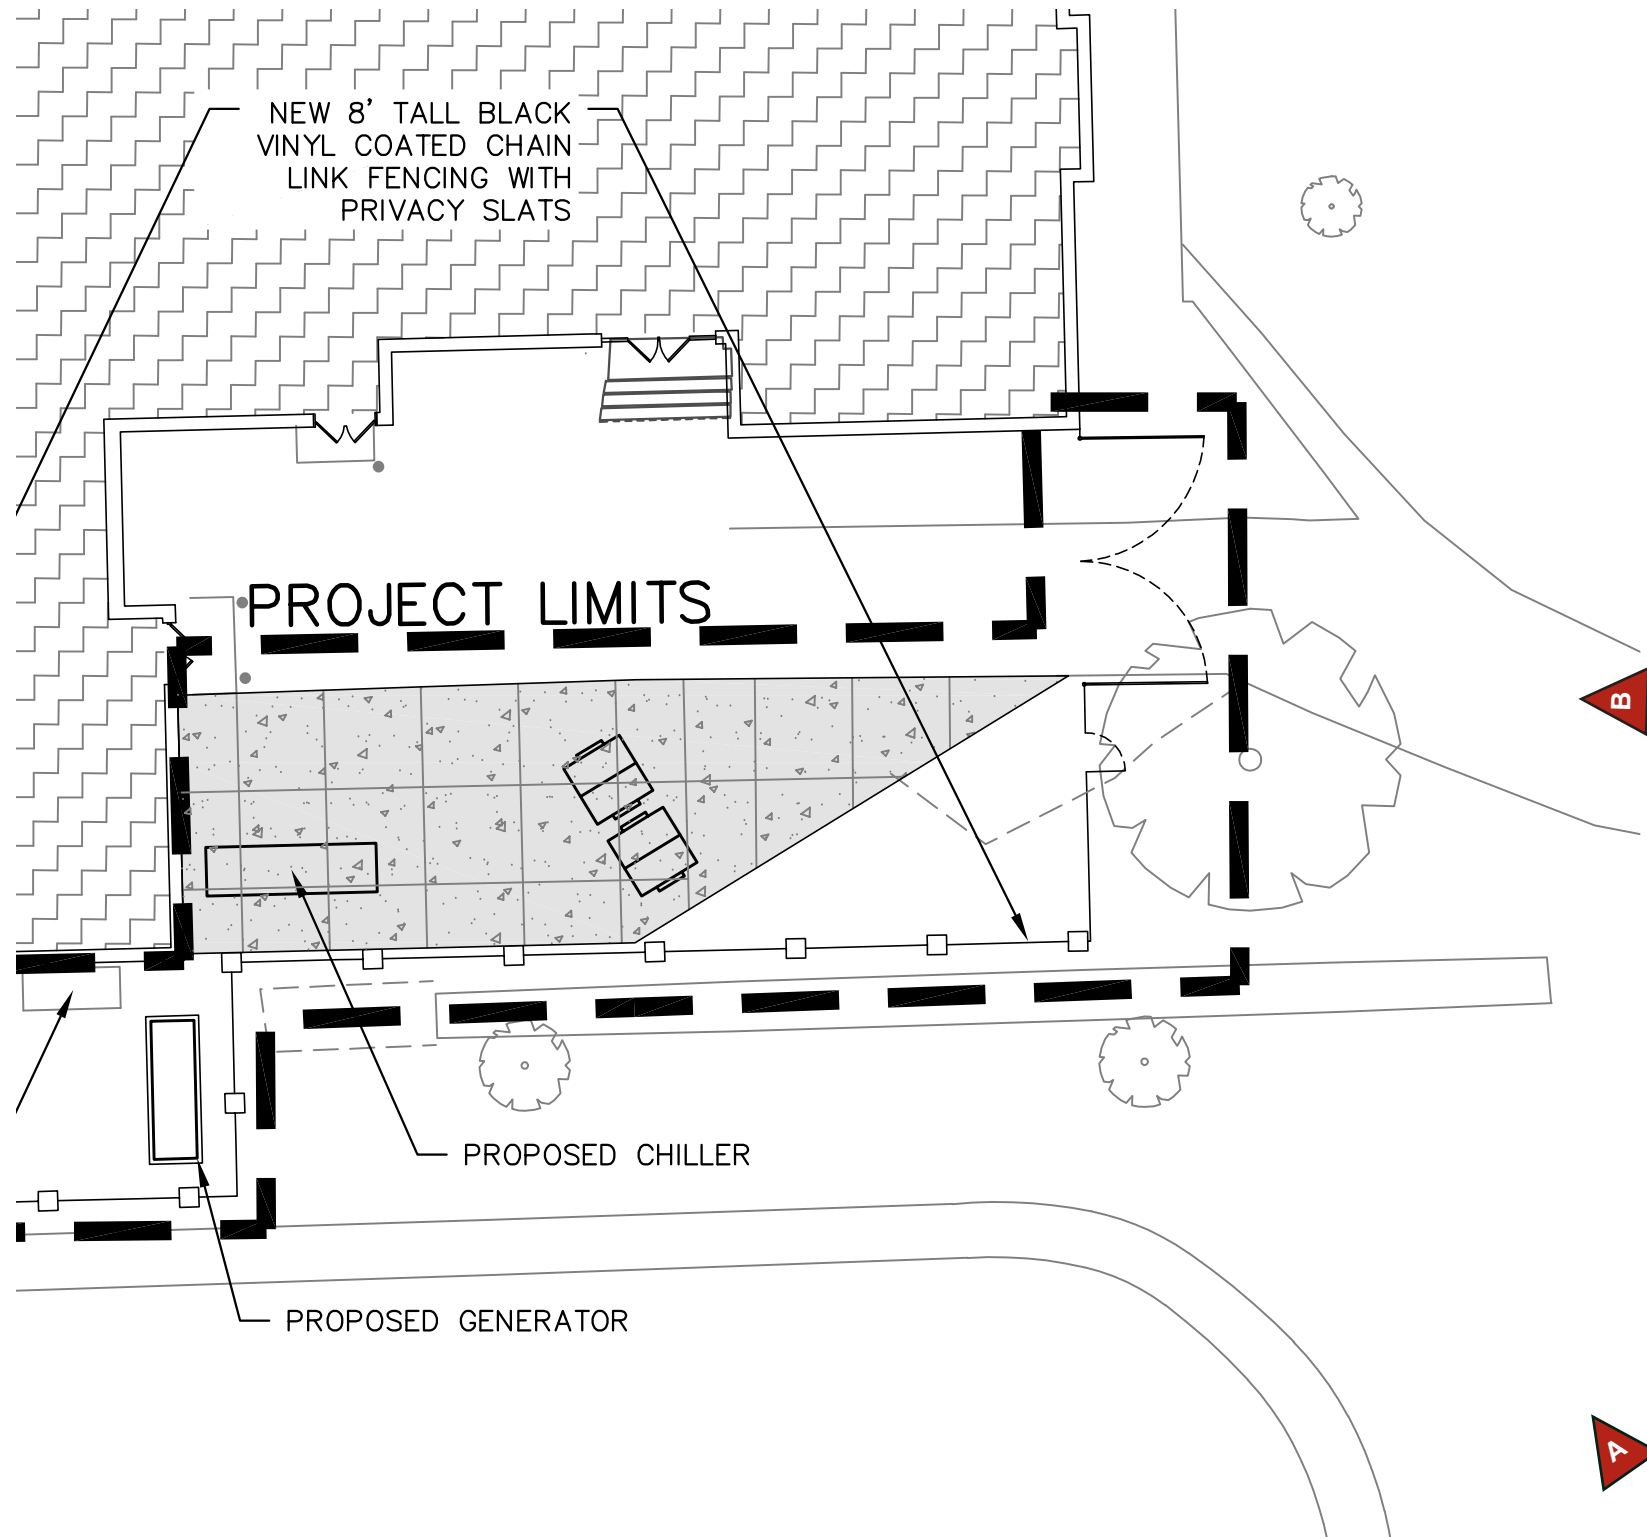 NEW 8' TALL BLACK
VINYL COATED CHAIN
LINK FENCING WITH
PRIVACY SLATS
PROJECT LIMITS
B
PROPOSED CHILLER
PROPOSED GENERATOR
A